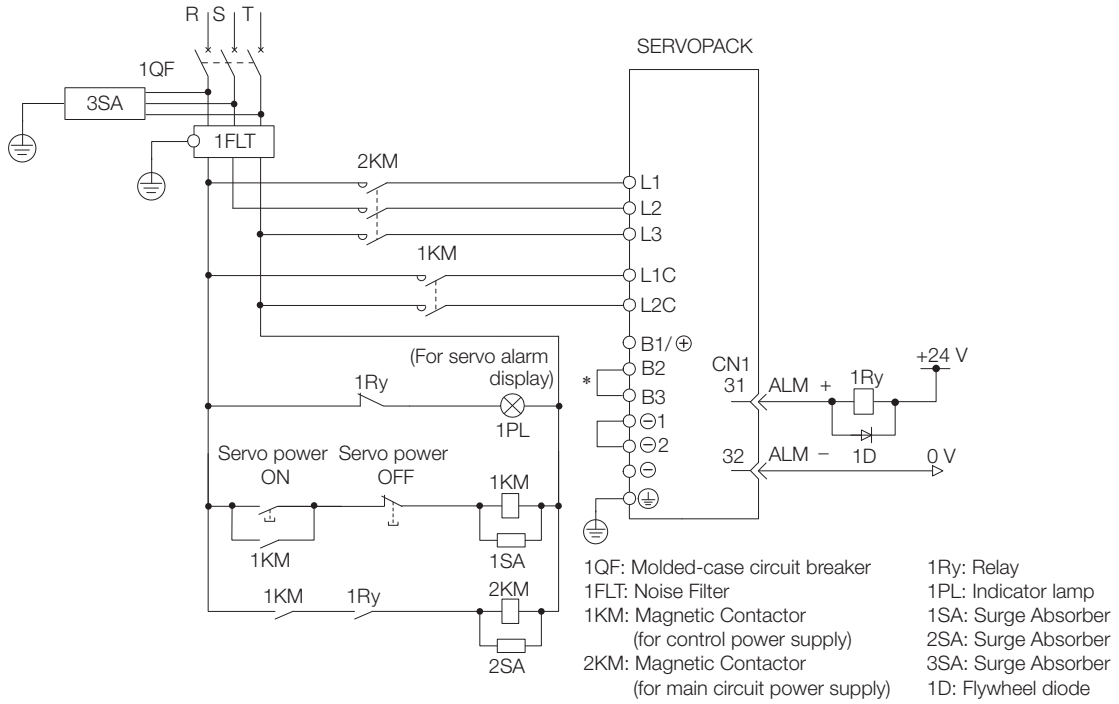 R S T
SERVOPACK
1QF
3SA
1FLT
2KM
L1
L2
L3
1KM
L1C
L2C
B1/⊕
(For servo alarm
display)
B2
CN1
+24 V
1Ry
*
31
ALM +
1Ry
B3
1PL
⊖1
Servo power
ON
Servo power
OFF
⊖2
32
ALM −
1D
0 V
1KM
⊖
1KM
1SA
1KM
1Ry
2KM
2SA
1QF: Molded-case circuit breaker
1FLT: Noise Filter
1KM: Magnetic Contactor
(for control power supply)
2KM: Magnetic Contactor
(for main circuit power supply)
1Ry: Relay
1PL: Indicator lamp
1SA: Surge Absorber
2SA: Surge Absorber
3SA: Surge Absorber
1D: Flywheel diode